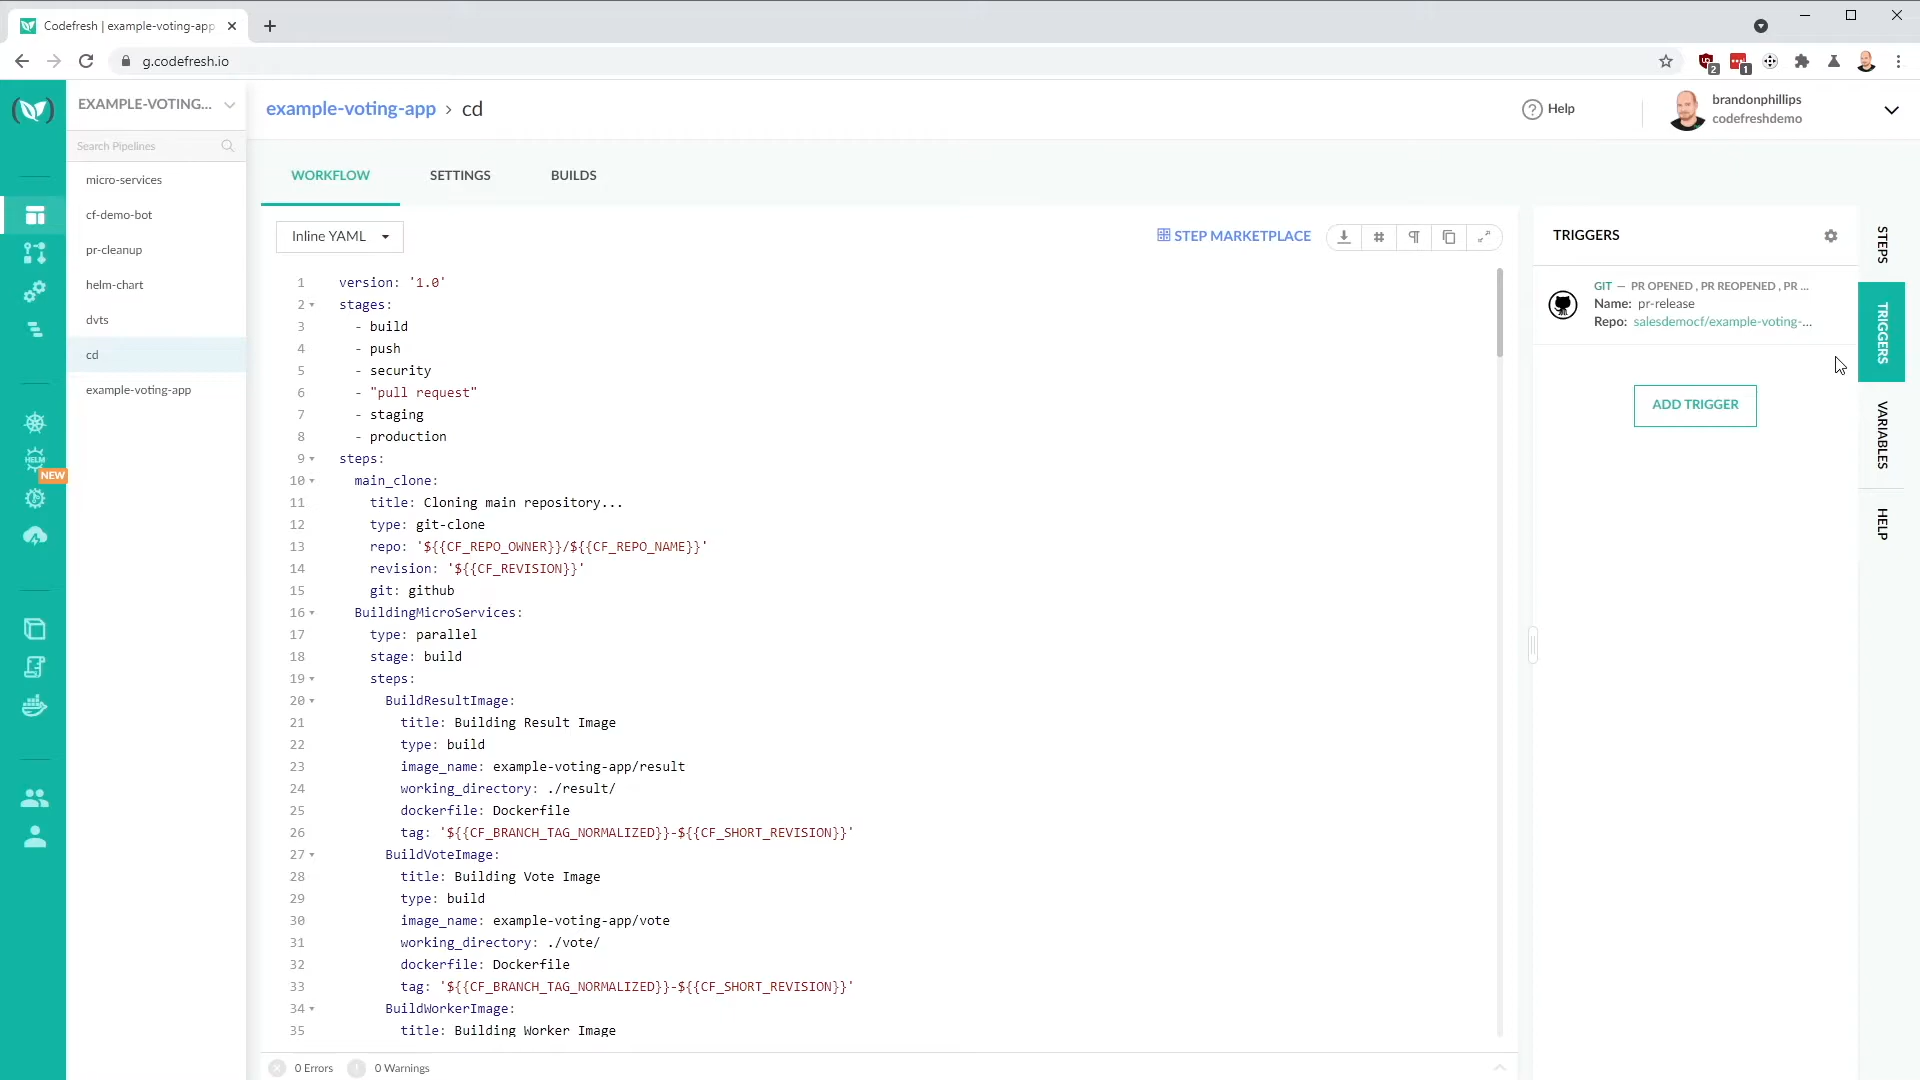 Codefresh | example-voting-app
g.codefresh.io
2
1
EXAMPLE-VOTING...
example-voting-app › cd
Help
brandonphillips
codefreshdemo
Search Pipelines
micro-services
cf-demo-bot
pr-cleanup
helm-chart
dvts
cd
example-voting-app
HELM
NEW
WORKFLOW
SETTINGS
BUILDS
Inline YAML
STEP MARKETPLACE
1 version: '1.0'
2 stages:
3 - build
4 - push
5 - security
6 - "pull request"
7 - staging
8 - production
9 steps:
10 main_clone:
11 title: Cloning main repository...
12 type: git-clone
13 repo: '${{CF_REPO_OWNER}}/${{CF_REPO_NAME}}'
14 revision: '${{CF_REVISION}}'
15 git: github
16 BuildingMicroServices:
17 type: parallel
18 stage: build
19 steps:
20 BuildResultImage:
21 title: Building Result Image
22 type: build
23 image_name: example-voting-app/result
24 working_directory: ./result/
25 dockerfile: Dockerfile
26 tag: '${{CF_BRANCH_TAG_NORMALIZED}}-${{CF_SHORT_REVISION}}'
27 BuildVoteImage:
28 title: Building Vote Image
29 type: build
30 image_name: example-voting-app/vote
31 working_directory: ./vote/
32 dockerfile: Dockerfile
33 tag: '${{CF_BRANCH_TAG_NORMALIZED}}-${{CF_SHORT_REVISION}}'
34 BuildWorkerImage:
35 title: Building Worker Image
0 Errors
0 Warnings
TRIGGERS
GIT — PR OPENED , PR REOPENED , PR ...
Name: pr-release
Repo: salesdemocf/example-voting-...
ADD TRIGGER
STEPS
TRIGGERS
VARIABLES
HELP